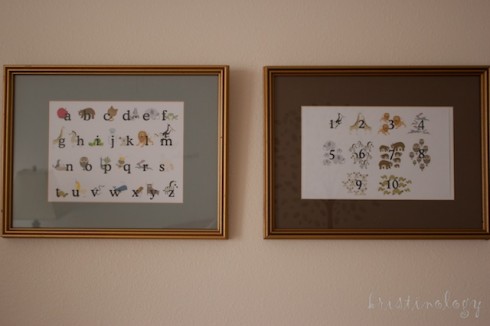 a b c d e f
g h i j k l m
n o p q r s
t u v w x y z
1 2 3 4
5 6 7 8
9 10
kristinology